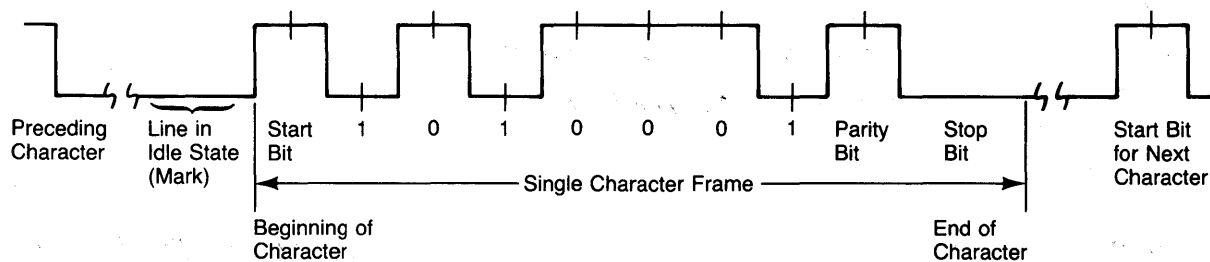 Preceding
Character
Line in
Idle State
(Mark)
Start
Bit
1
0
1
0
0
0
1
Parity
Bit
Stop
Bit
Start Bit
for Next
Character
Single Character Frame
Beginning of
Character
End of
Character